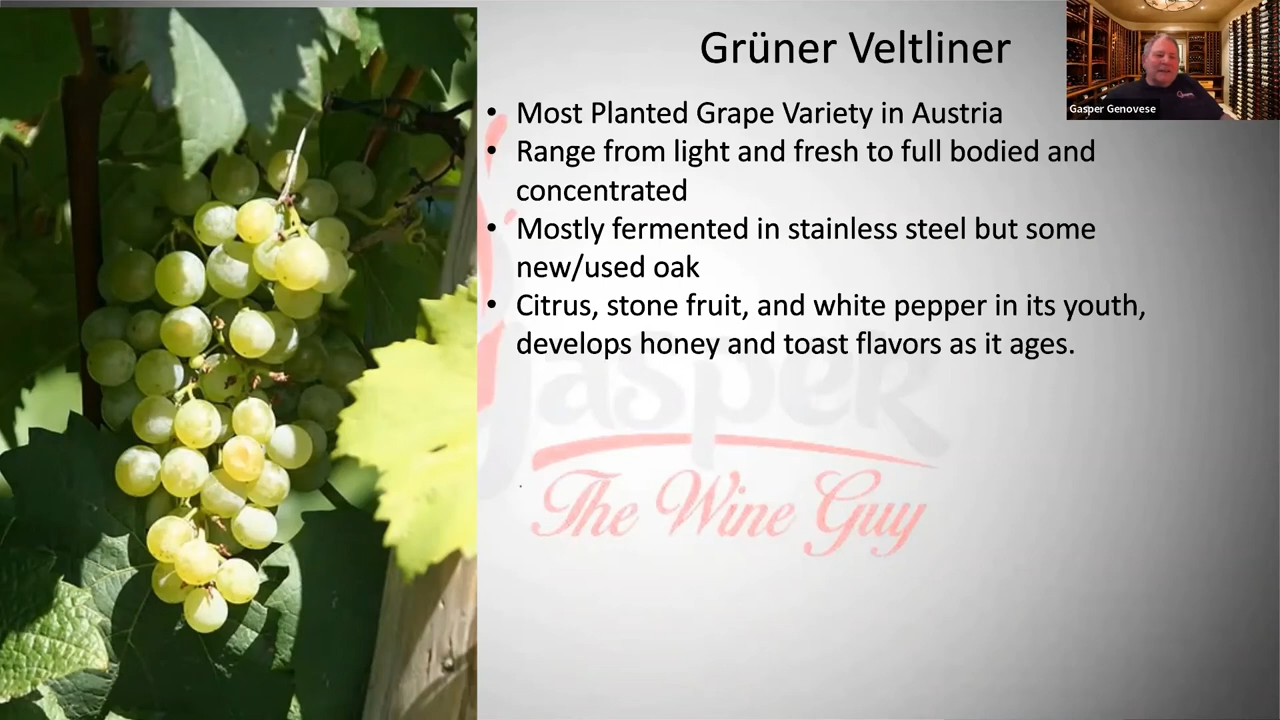 Grüner Veltliner
Gasper Genovese
• Most Planted Grape Variety in Austria
• Range from light and fresh to full bodied and
concentrated
• Mostly fermented in stainless steel but some
new/used oak
• Citrus, stone fruit, and white pepper in its youth,
develops honey and toast flavors as it ages.
Gasper
The Wine Guy